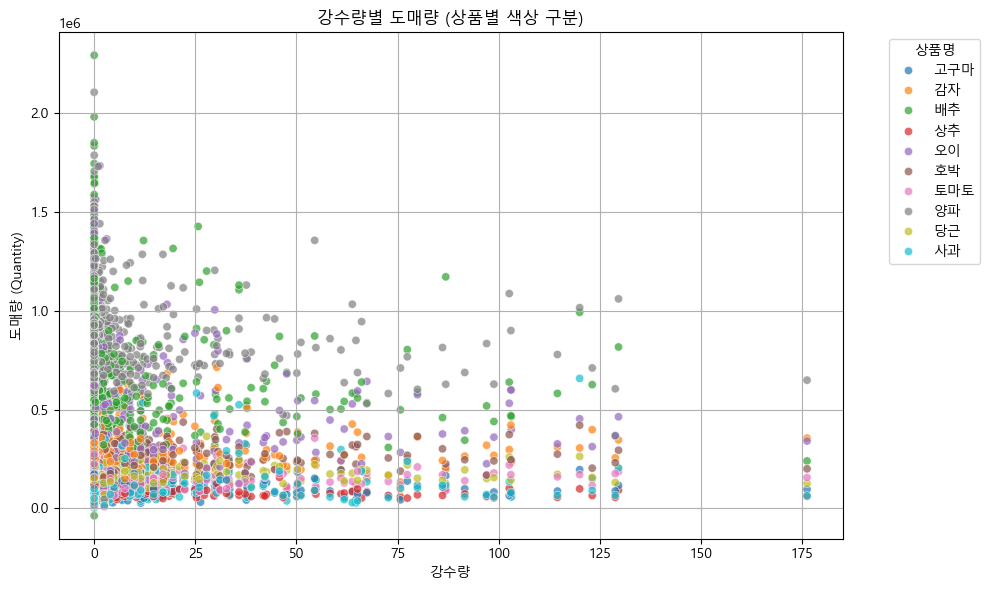 강수량별 도매량 (상품별 색상 구분)
1e6
2.0
1.5
1.0
0.5
0.0
도매량 (Quantity)
0
25
50
75
100
125
150
175
강수량
상품명
고구마
감자
배추
상추
오이
호박
토마토
양파
당근
사과